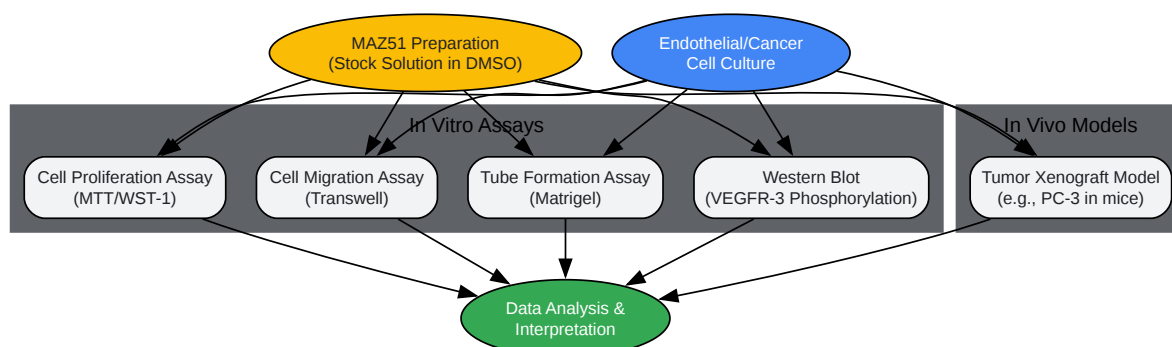 MAZ51 Preparation
(Stock Solution in DMSO)
Endothelial/Cancer
Cell Culture
In Vitro Assays
In Vivo Models
Cell Proliferation Assay
(MTT/WST-1)
Cell Migration Assay
(Transwell)
Tube Formation Assay
(Matrigel)
Western Blot
(VEGFR-3 Phosphorylation)
Tumor Xenograft Model
(e.g., PC-3 in mice)
Data Analysis &
Interpretation